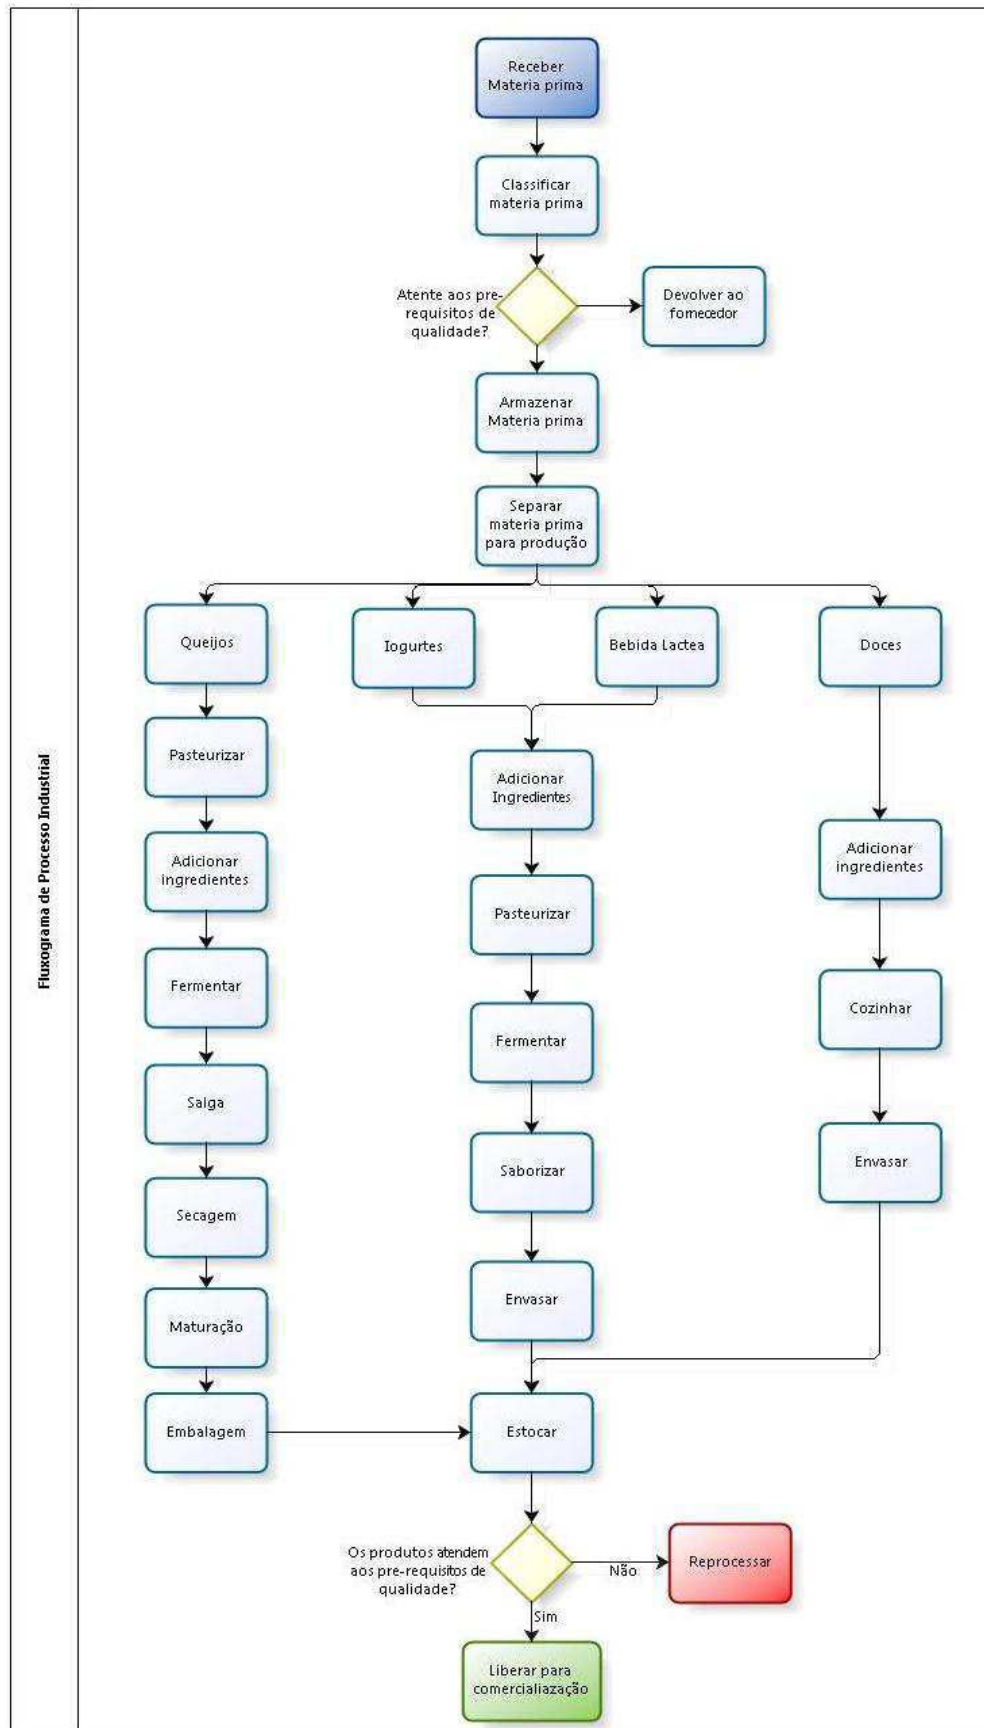 Fluxograma de Processo Industrial
Receber
Materia prima
Classificar
materia prima
Atente aos pre-
requisitos de
qualidade?
Devolver ao
fornecedor
Armazenar
Materia prima
Separar
materia prima
para produção
Queijos
Iogurtes
Bebida Lactea
Doces
Pasteurizar
Adicionar
ingredientes
Fermentar
Salga
Secagem
Maturação
Embalagem
Adicionar
Ingredientes
Pasteurizar
Fermentar
Saborizar
Envasar
Adicionar
ingredientes
Cozinhar
Envasar
Estocar
Os produtos atendem
aos pre-requisitos de
qualidade?
Não
Reprocessar
Sim
Liberar para
comercialiazação